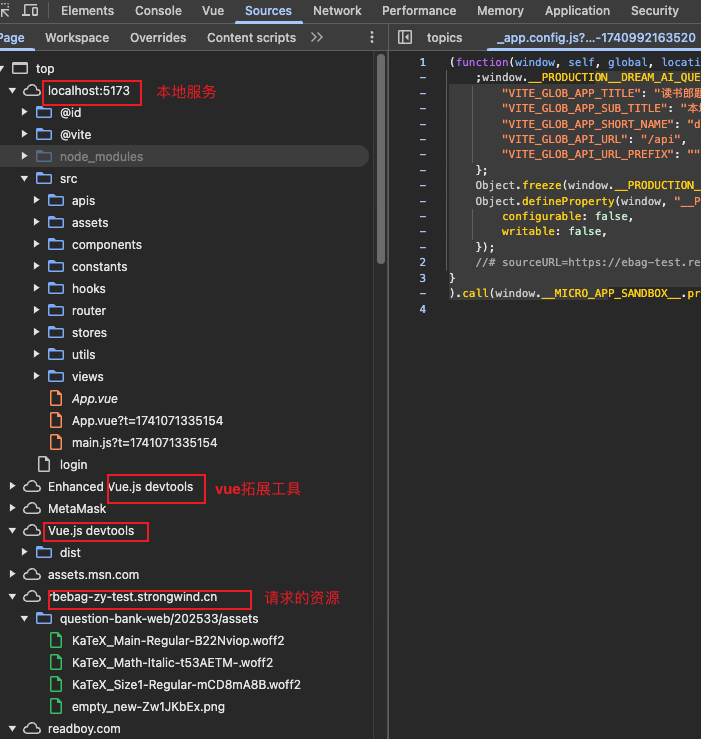 Elements Console Vue Sources Network Performance Memory Application Security
Page Workspace Overrides Content scripts topics _app.config.js?…-1740992163520
top
localhost:5173 本地服务
@id
@vite
node_modules
src
apis
assets
components
constants
hooks
router
stores
utils
views
App.vue
App.vue?t=1741071335154
main.js?t=1741071335154
login
Enhanced Vue.js devtools vue拓展工具
MetaMask
Vue.js devtools
dist
assets.msn.com
rbebag-zy-test.strongwind.cn 请求的资源
question-bank-web/202533/assets
KaTeX_Main-Regular-B22Nviop.woff2
KaTeX_Math-Italic-t53AETM-.woff2
KaTeX_Size1-Regular-mCD8mA8B.woff2
empty_new-Zw1JKbEx.png
readboy.com
1 (function(window, self, global, locati
- ;window.__PRODUCTION__DREAM_AI_QUE
- "VITE_GLOB_APP_TITLE": "读书郎题
- "VITE_GLOB_APP_SUB_TITLE": "本地
- "VITE_GLOB_APP_SHORT_NAME": "d
- "VITE_GLOB_API_URL": "/api",
- "VITE_GLOB_API_URL_PREFIX": ""
- };
- Object.freeze(window.__PRODUCTION_
- Object.defineProperty(window, "__P
- configurable: false,
- writable: false,
- });
2 //# sourceURL=https://ebag-test.re
3 }
- ).call(window.__MICRO_APP_SANDBOX__.pr
4